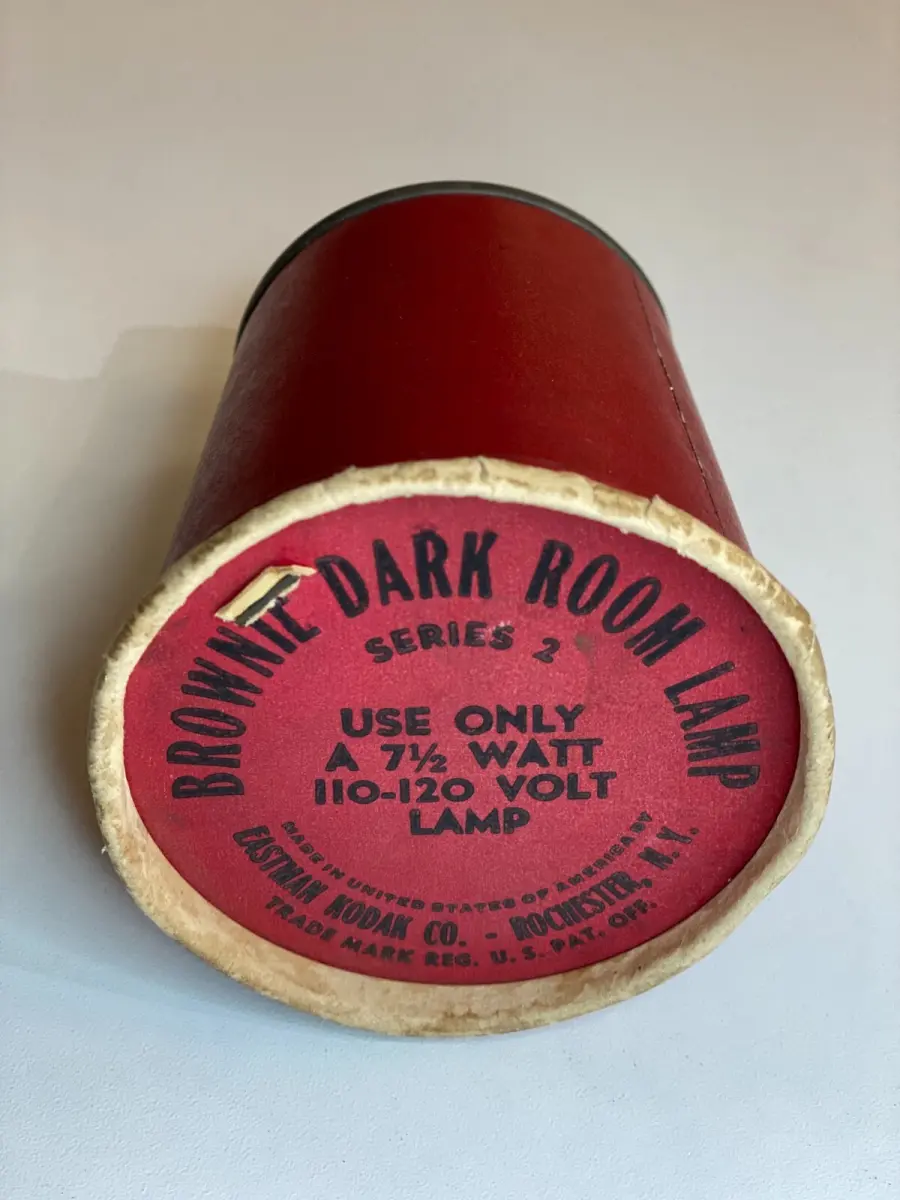 BROWNIE DARK ROOM LAMP
SERIES 2
USE ONLY
A 7½ WATT
110-120 VOLT
LAMP
MADE IN UNITED STATES OF AMERICA BY
EASTMAN KODAK CO. - ROCHESTER, N.Y.
TRADE MARK REG. U.S. PAT. OFF.